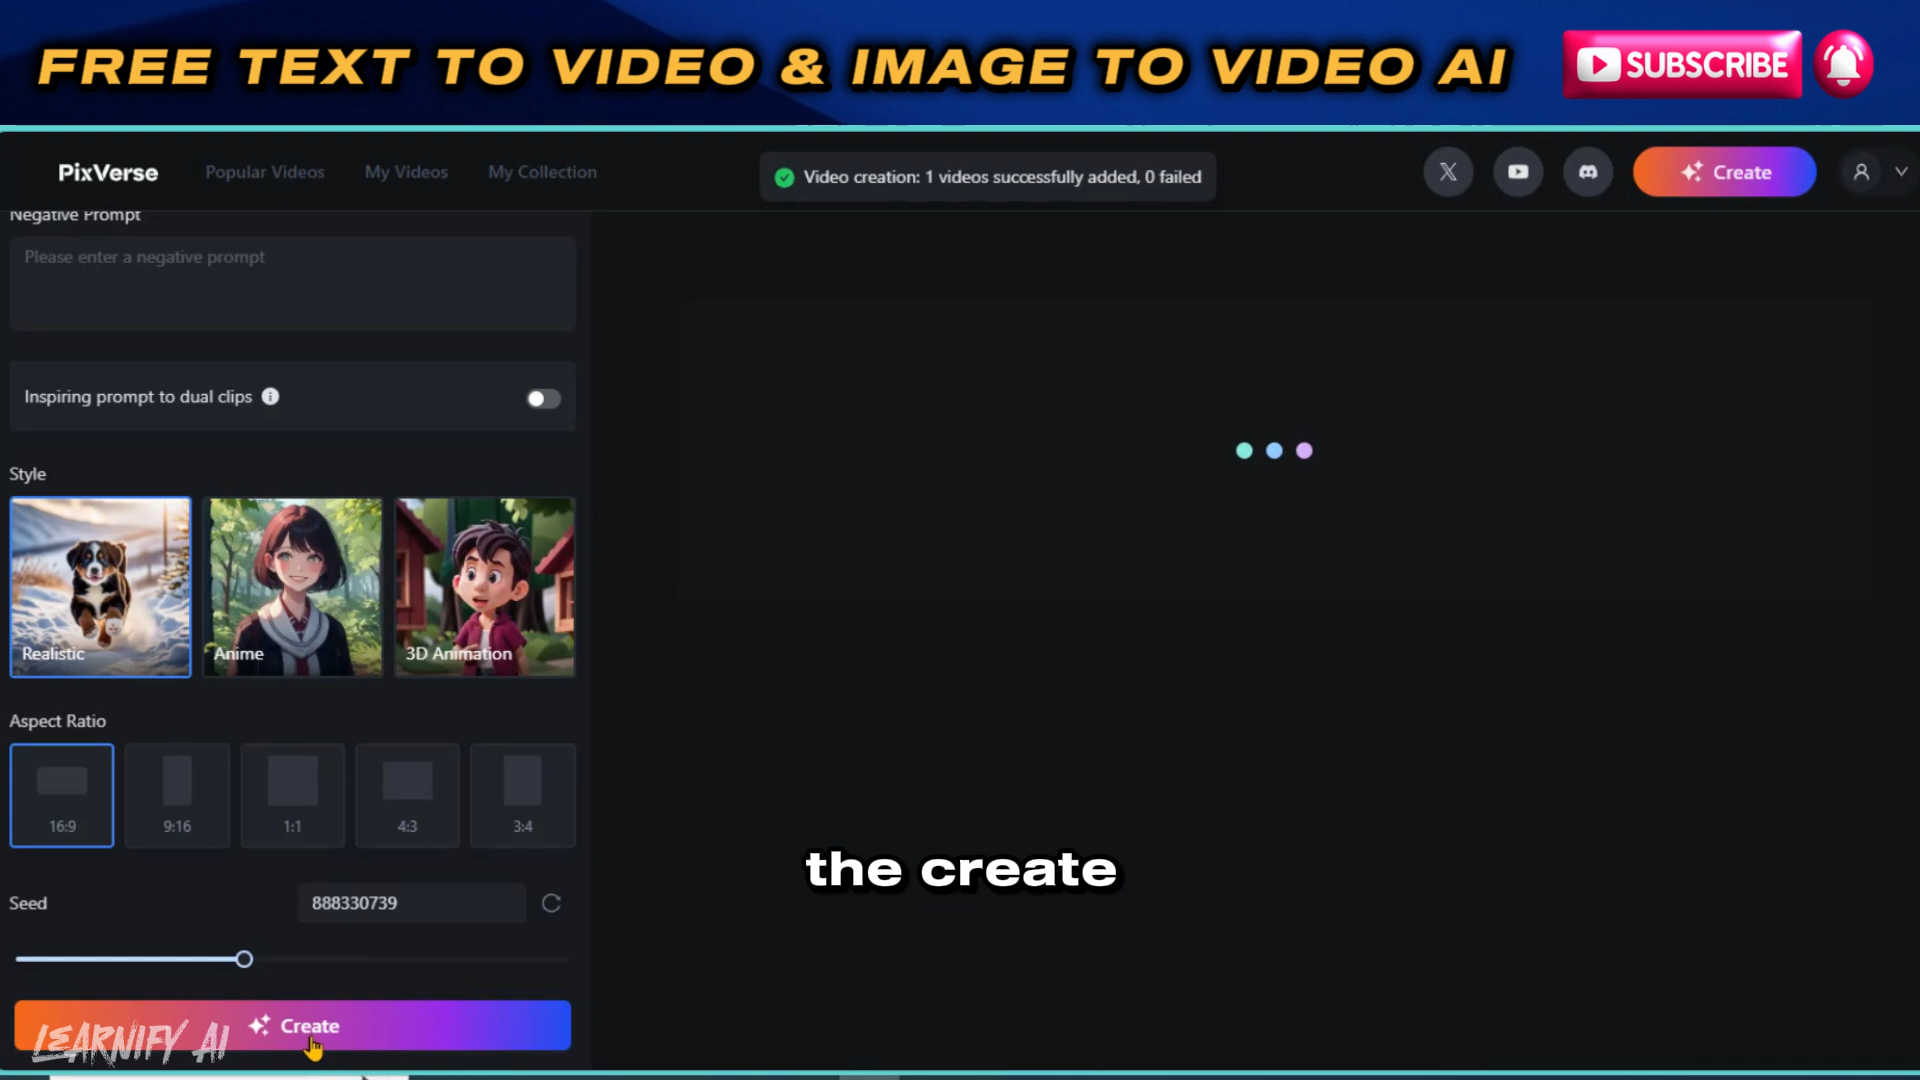 FREE TEXT TO VIDEO & IMAGE TO VIDEO AI
SUBSCRIBE
PixVerse
Popular Videos
My Videos
My Collection
Video creation: 1 videos successfully added, 0 failed
Create
Negative Prompt
Please enter a negative prompt
Inspiring prompt to dual clips
Style
Realistic
Anime
3D Animation
Aspect Ratio
16:9
9:16
1:1
4:3
3:4
the create
Seed
888330739
Create
LEARNIFY AI